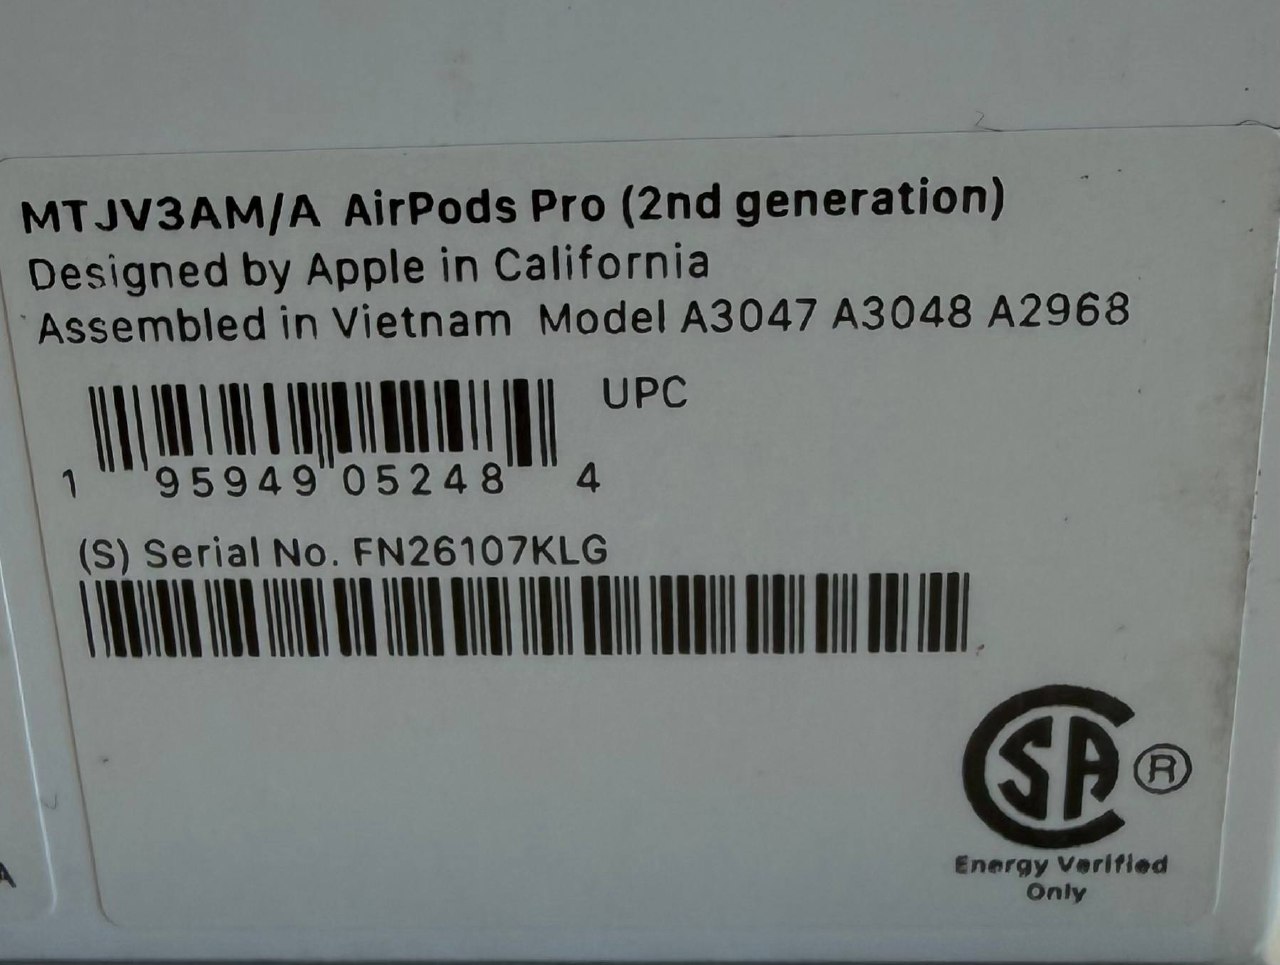 MTJV3AM/A AirPods Pro (2nd generation)
Designed by Apple in California
Assembled in Vietnam Model A3047 A3048 A2968
UPC
1 95949 05248 4
(S) Serial No. FN26107KLG
CSA ®
Energy Verified
Only
A